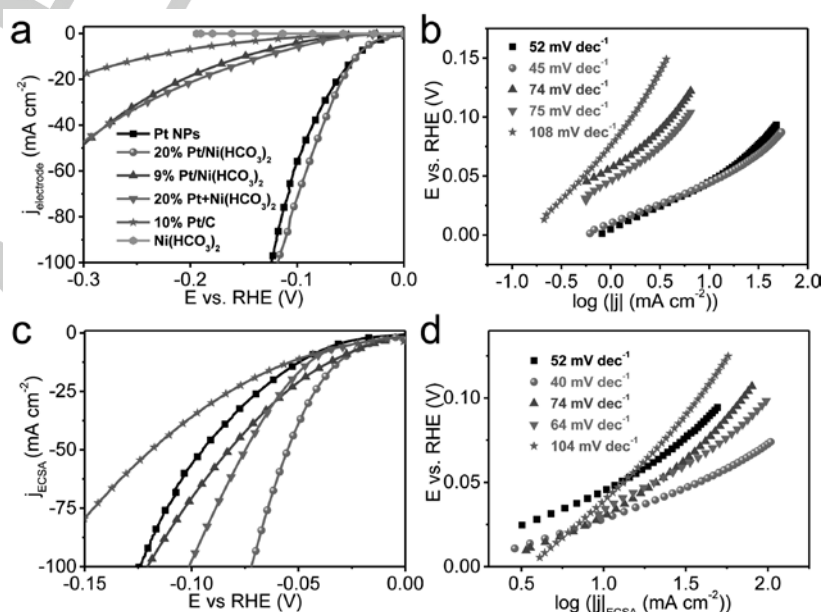 a
0
-20
-40
-60
-80
-100
j electrode (mA cm-2)
Pt NPs
20% Pt/Ni(HCO3)2
9% Pt/Ni(HCO3)2
20% Pt+Ni(HCO3)2
10% Pt/C
Ni(HCO3)2
-0.3 -0.2 -0.1 0.0
E vs. RHE (V)
b
0.15
0.10
0.05
0.00
E vs. RHE (V)
52 mV dec-1
45 mV dec-1
74 mV dec-1
75 mV dec-1
108 mV dec-1
-1.0 -0.5 0.0 0.5 1.0 1.5 2.0
log (|j| (mA cm-2))
c
0
-25
-50
-75
-100
jECSA (mA cm-2)
-0.15 -0.10 -0.05 0.00
E vs RHE (V)
d
0.10
0.05
0.00
E vs. RHE (V)
52 mV dec-1
40 mV dec-1
74 mV dec-1
64 mV dec-1
104 mV dec-1
0.5 1.0 1.5 2.0
log (|j|ECSA (mA cm-2))